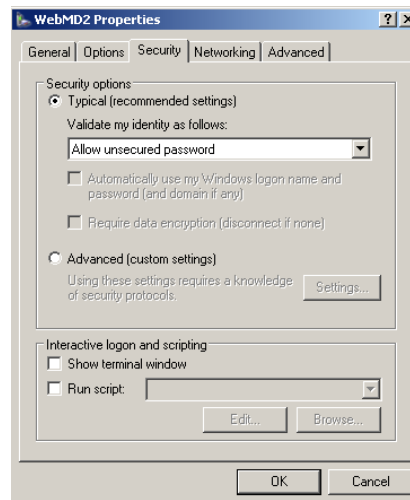 WebMD2 Properties
General Options Security Networking Advanced
Security options
Typical (recommended settings)
Validate my identity as follows:
Allow unsecured password
Automatically use my Windows logon name and
password (and domain if any)
Require data encryption (disconnect if none)
Advanced (custom settings)
Using these settings requires a knowledge
of security protocols.
Settings...
Interactive logon and scripting
Show terminal window
Run script:
Edit... Browse...
OK Cancel